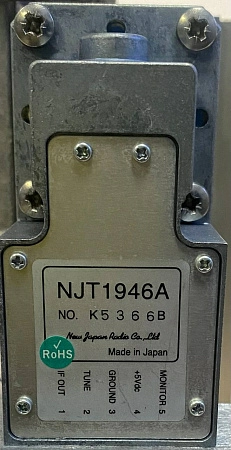 NJT1946A
NO. K5366B
New Japan Radio Co.,Ltd
Made in Japan
RoHS
IF OUT 1
TUNE 2
GROUND 3
+5Vdc 4
MONITOR 5